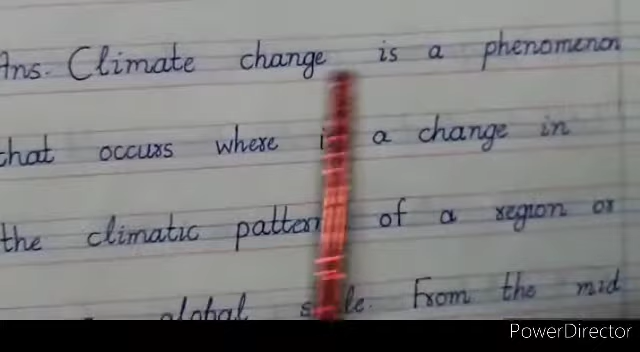 Ans. Climate change is a phenomenon
that occurs where a change in
the climatic pattern of a region or
global From the mid
PowerDirector